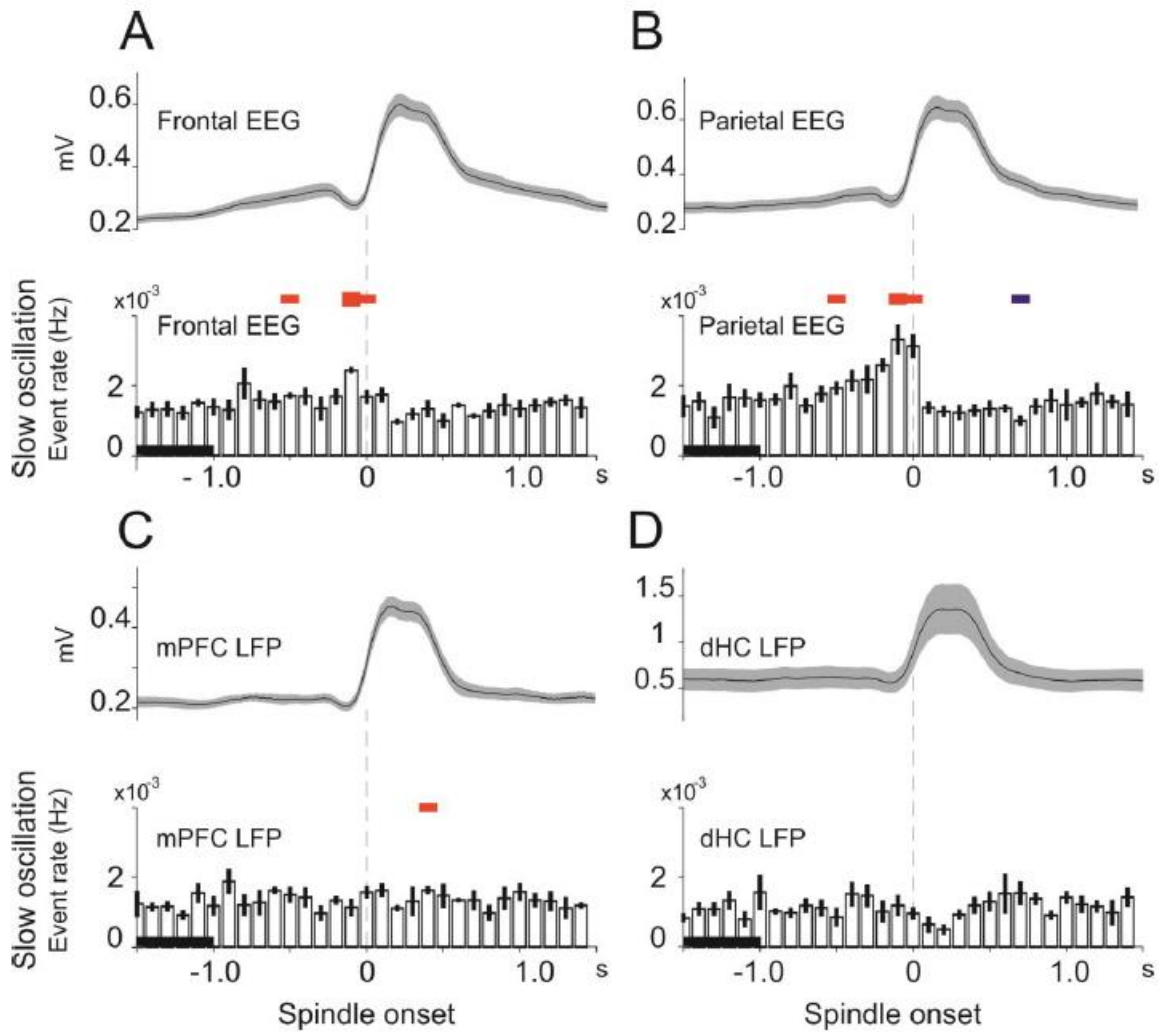 A
B
0.6
0.4
0.2
mV
Frontal EEG
0.6
0.4
0.2
Parietal EEG
Slow oscillation
Event rate (Hz)
x10-3
Frontal EEG
2
0
- 1.0
0
1.0
s
x10-3
Parietal EEG
2
0
-1.0
0
1.0
s
C
D
mV
0.4
0.2
mPFC LFP
1.5
1
0.5
dHC LFP
Slow oscillation
Event rate (Hz)
x10-3
mPFC LFP
2
0
-1.0
0
1.0
s
Spindle onset
x10-3
dHC LFP
2
0
-1.0
0
1.0
s
Spindle onset